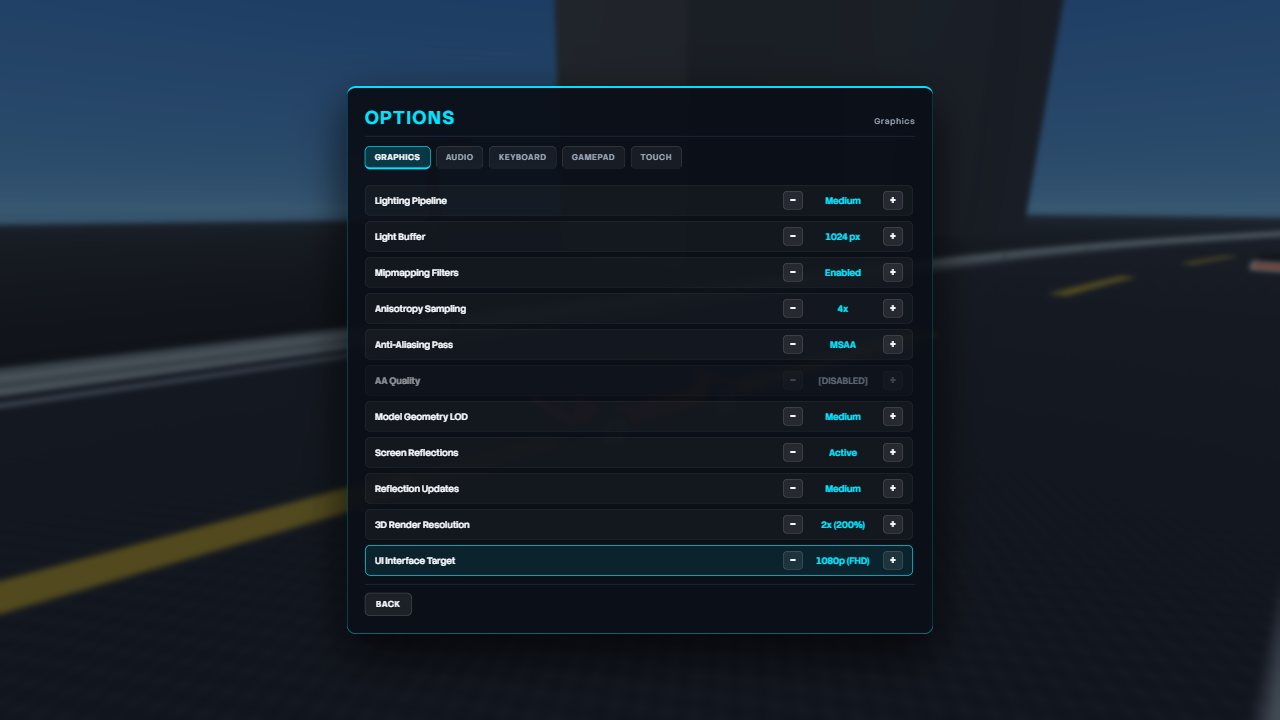 OPTIONS
Graphics
GRAPHICS AUDIO KEYBOARD GAMEPAD TOUCH
Lighting Pipeline - Medium +
Light Buffer - 1024 px +
Mipmapping Filters - Enabled +
Anisotropy Sampling - 4x +
Anti-Aliasing Pass - MSAA +
AA Quality - [DISABLED] +
Model Geometry LOD - Medium +
Screen Reflections - Active +
Reflection Updates - Medium +
3D Render Resolution - 2x (200%) +
UI Interface Target - 1080p (FHD) +
BACK